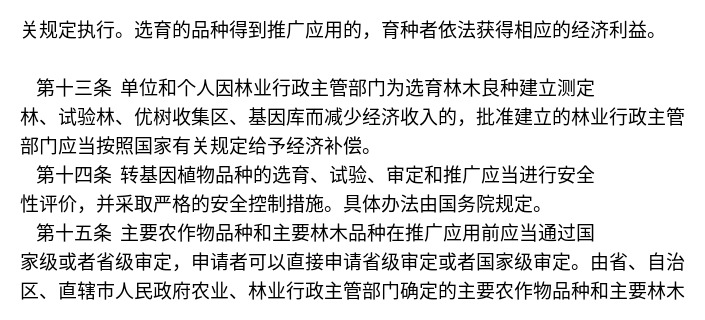 关规定执行。选育的品种得到推广应用的，育种者依法获得相应的经济利益。
第十三条 单位和个人因林业行政主管部门为选育林木良种建立测定
林、试验林、优树收集区、基因库而减少经济收入的，批准建立的林业行政主管
部门应当按照国家有关规定给予经济补偿。
第十四条 转基因植物品种的选育、试验、审定和推广应当进行安全
性评价，并采取严格的安全控制措施。具体办法由国务院规定。
第十五条 主要农作物品种和主要林木品种在推广应用前应当通过国
家级或者省级审定，申请者可以直接申请省级审定或者国家级审定。由省、自治
区、直辖市人民政府农业、林业行政主管部门确定的主要农作物品种和主要林木